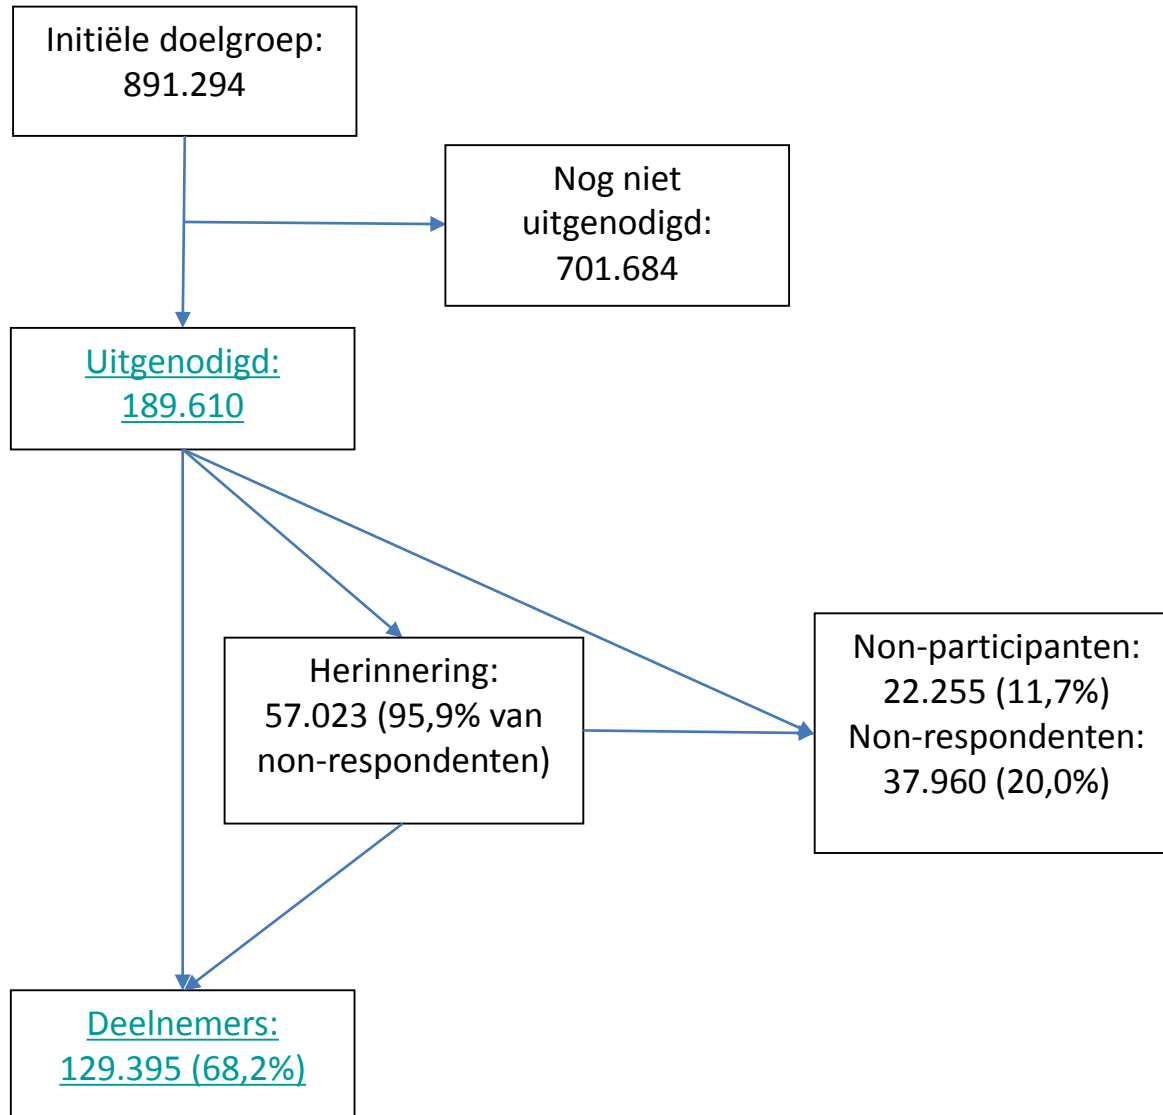 Initiële doelgroep:
891.294
Nog niet
uitgenodigd:
701.684
Uitgenodigd:
189.610
Herinnering:
57.023 (95,9% van
non-respondenten)
Non-participanten:
22.255 (11,7%)
Non-respondenten:
37.960 (20,0%)
Deelnemers:
129.395 (68,2%)